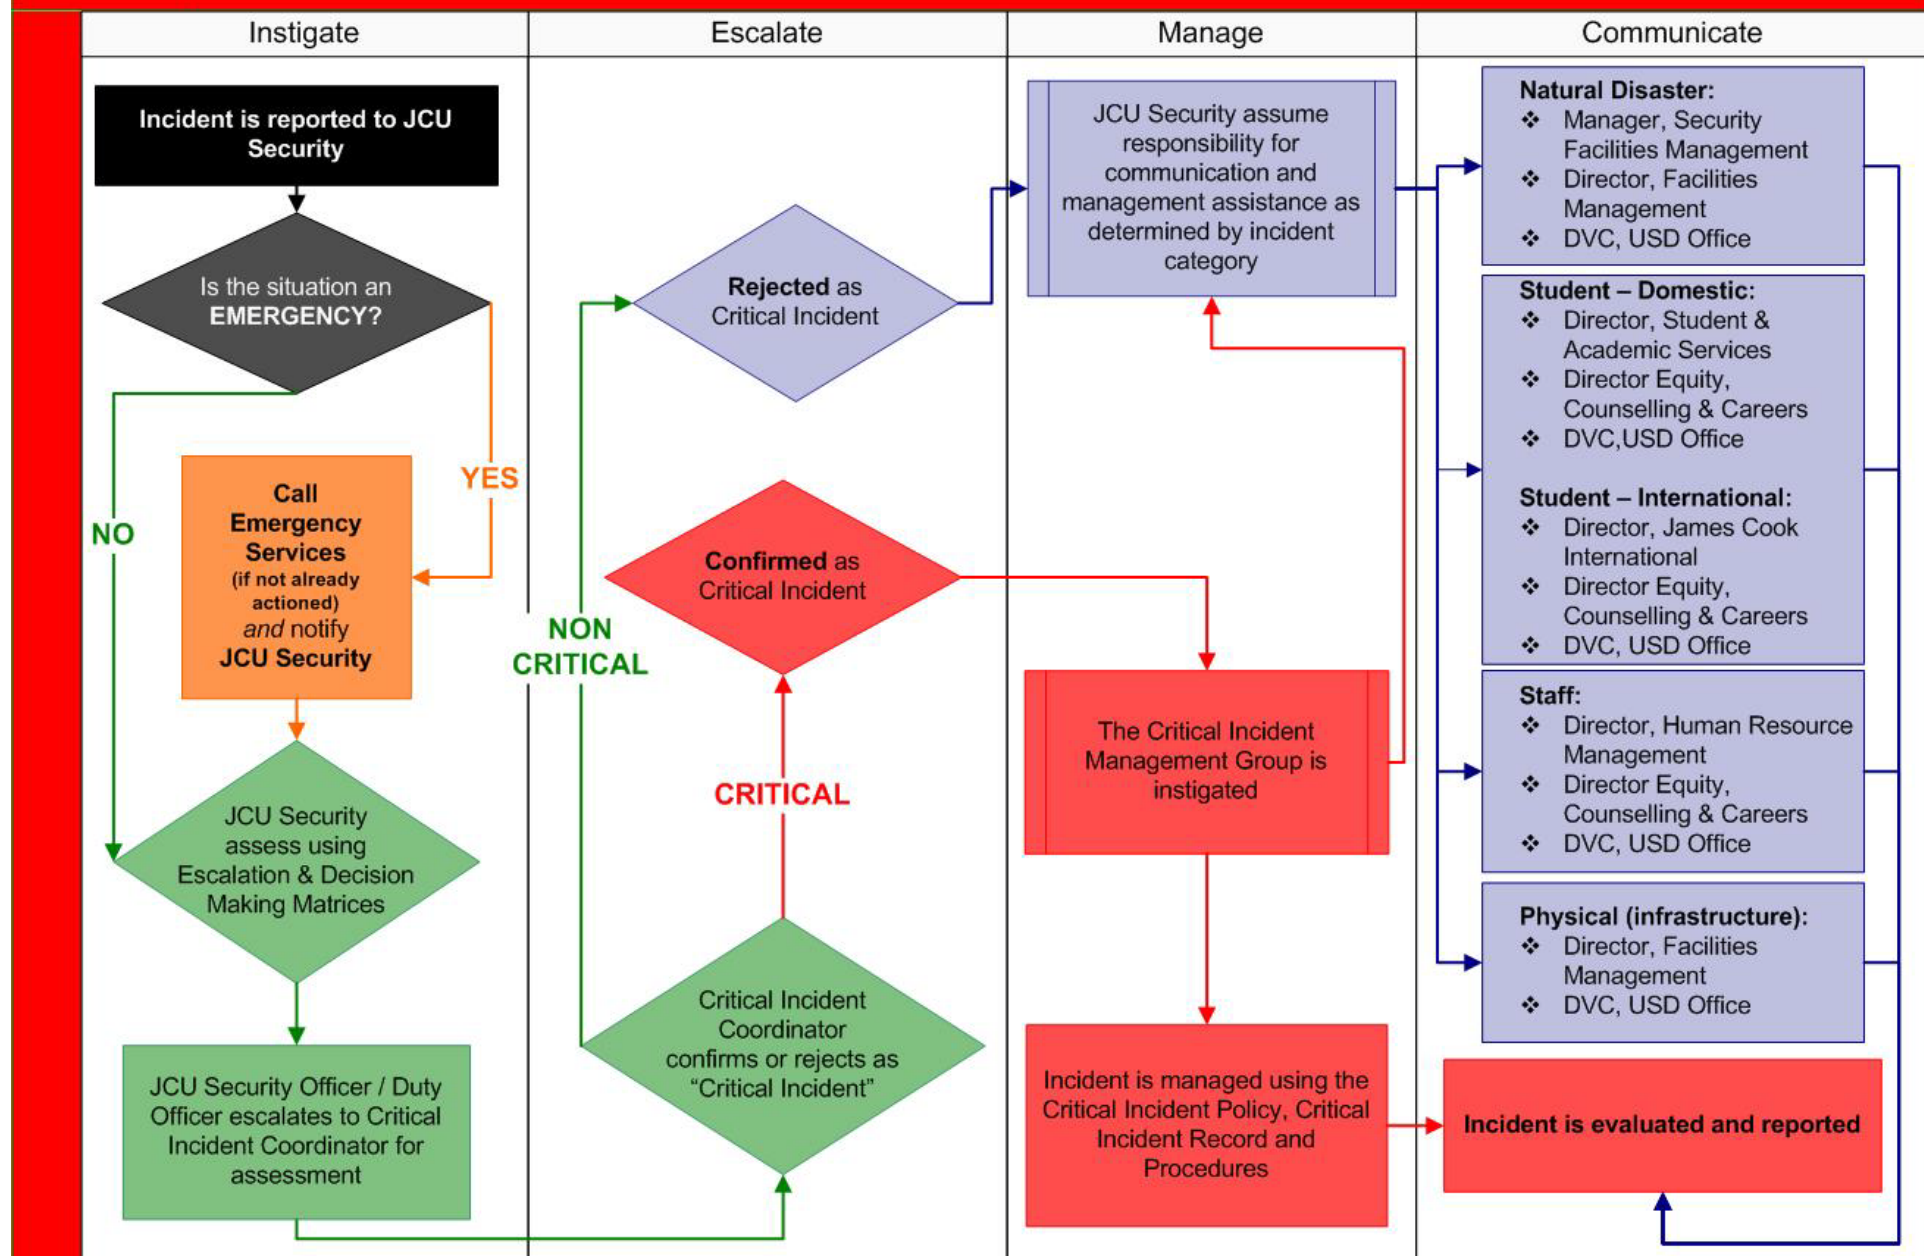 Instigate
Escalate
Manage
Communicate
Incident is reported to JCU
Security
Is the situation an
EMERGENCY?
YES
NO
Call
Emergency
Services
(if not already
actioned)
and notify
JCU Security
JCU Security
assess using
Escalation & Decision
Making Matrices
JCU Security Officer / Duty
Officer escalates to Critical
Incident Coordinator for
assessment
Rejected as
Critical Incident
Confirmed as
Critical Incident
NON
CRITICAL
CRITICAL
Critical Incident
Coordinator
confirms or rejects as
“Critical Incident”
JCU Security assume
responsibility for
communication and
management assistance as
determined by incident
category
The Critical Incident
Management Group is
instigated
Incident is managed using the
Critical Incident Policy, Critical
Incident Record and
Procedures
Natural Disaster:
❖ Manager, Security
Facilities Management
❖ Director, Facilities
Management
❖ DVC, USD Office
Student – Domestic:
❖ Director, Student &
Academic Services
❖ Director Equity,
Counselling & Careers
❖ DVC,USD Office
Student – International:
❖ Director, James Cook
International
❖ Director Equity,
Counselling & Careers
❖ DVC, USD Office
Staff:
❖ Director, Human Resource
Management
❖ Director Equity,
Counselling & Careers
❖ DVC, USD Office
Physical (infrastructure):
❖ Director, Facilities
Management
❖ DVC, USD Office
Incident is evaluated and reported